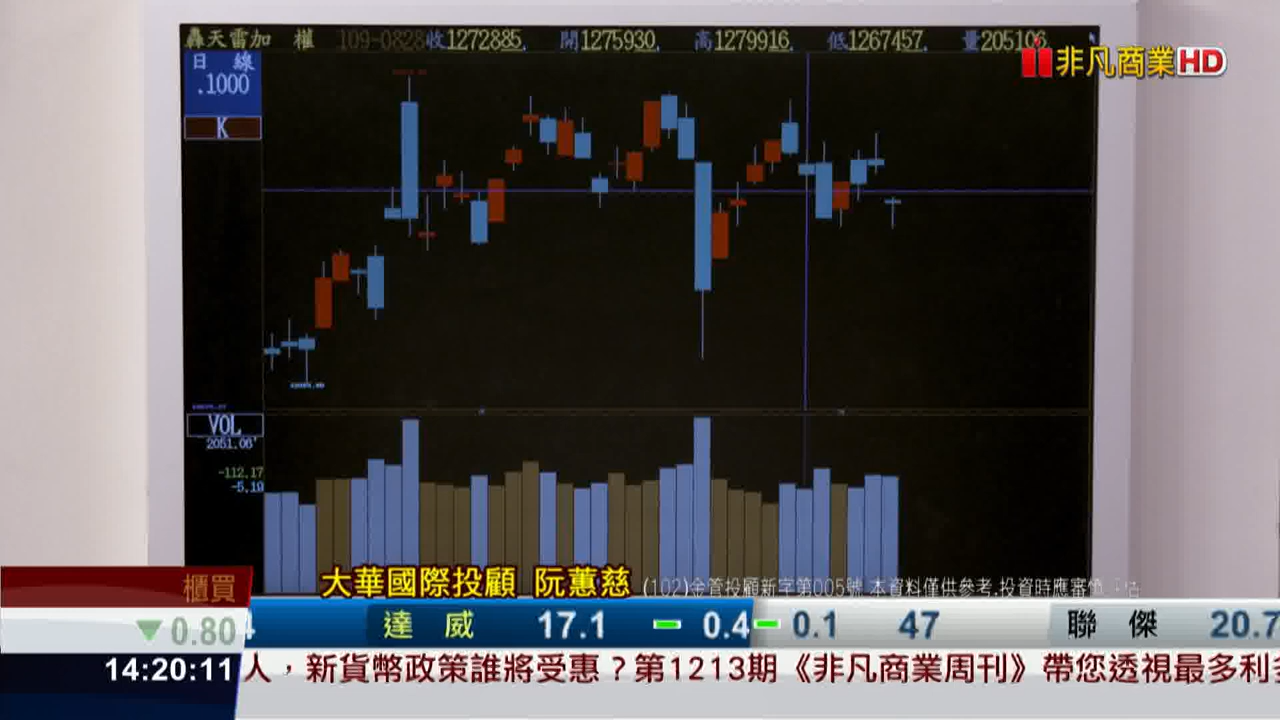 轟天雷加 權 109-0828收1272885. 開1275930. 高1279916. 低1267457. 量205106
日 線
.1000
K
非凡商業HD
VOL
2051.06'
-112.17
-5.19
大華國際投顧 阮蕙慈
(102)金管投顧新字第005號 本資料僅供參考,投資時應審慎
櫃買
▼0.80
達 威 17.1 0.4 0.1 47 聯 傑 20.7
14:20:11
人，新貨幣政策誰將受惠？第1213期《非凡商業周刊》帶您透視最多利